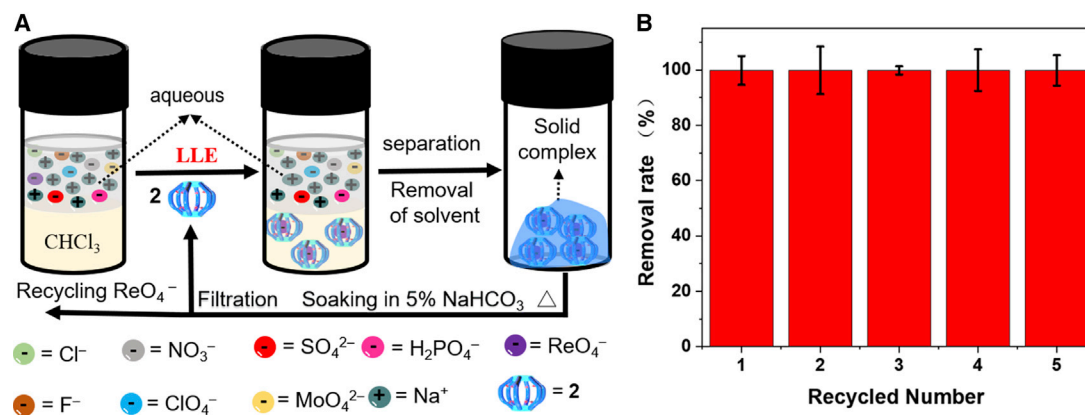 A
aqueous
LLE
2
CHCl₃
separation
Removal
of solvent
Solid
complex
Recycling ReO₄⁻
Filtration
Soaking in 5% NaHCO₃ △
- = Cl⁻
- = NO₃⁻
- = SO₄²⁻
- = H₂PO₄⁻
- = ReO₄⁻
- = F⁻
- = ClO₄⁻
- = MoO₄²⁻
+ = Na⁺
= 2
B
Removal rate (%)
100
80
60
40
20
0
1 2 3 4 5
Recycled Number